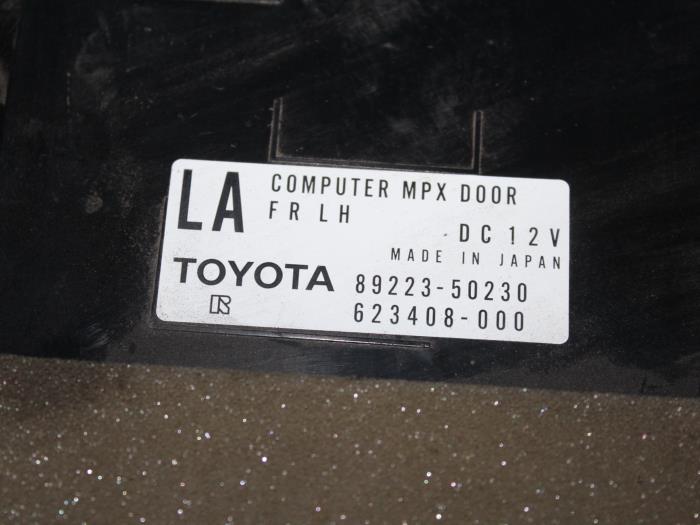 LA COMPUTER MPX DOOR
FR LH
DC 12V
MADE IN JAPAN
TOYOTA 89223-50230
623408-000